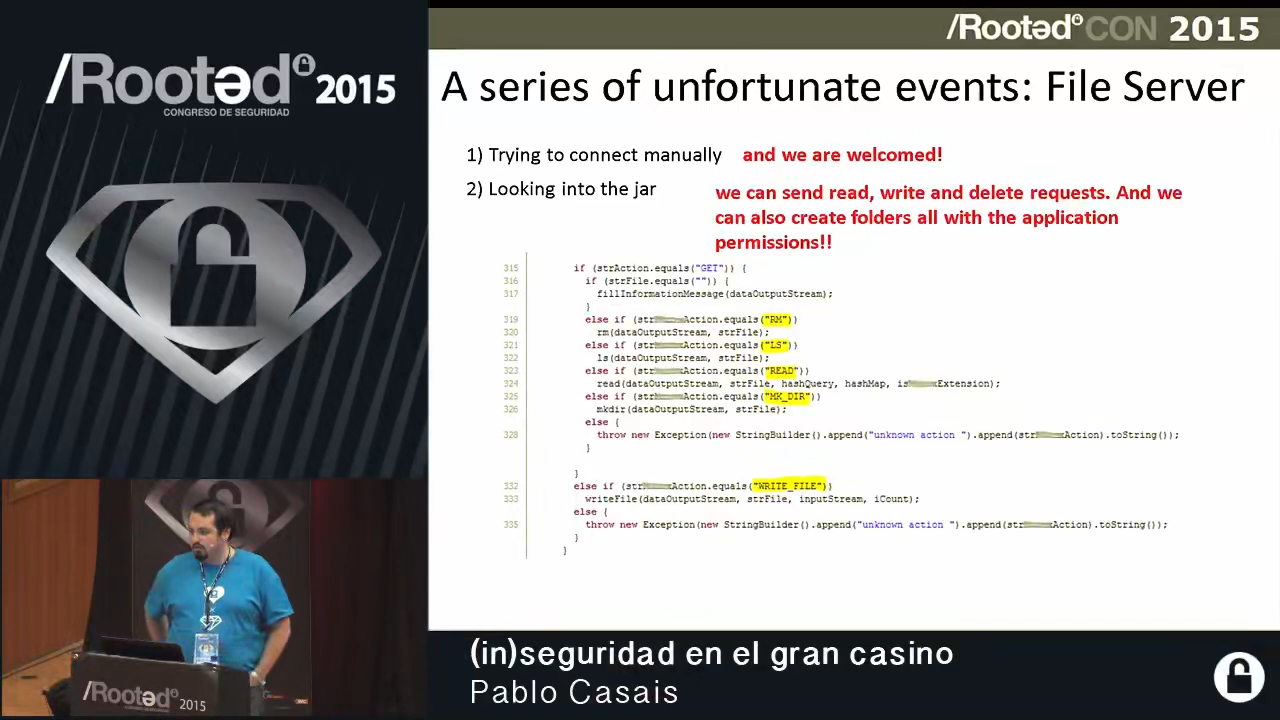 /Rooted 2015
CONGRESO DE SEGURIDAD
/Rooted CON 2015
A series of unfortunate events: File Server
1) Trying to connect manually and we are welcomed!
2) Looking into the jar
we can send read, write and delete requests. And we
can also create folders all with the application
permissions!!
315 if (strAction.equals("GET")) {
316 if (strFile.equals("")) {
317 fillInformationMessage(dataOutputStream);
}
319 else if (str Action.equals("RM"))
320 rm(dataOutputStream, strFile);
321 else if (str Action.equals("LS"))
322 ls(dataOutputStream, strFile);
323 else if (str Action.equals("READ"))
324 read(dataOutputStream, strFile, hashQuery, hashMap, is Extension);
325 else if (str Action.equals("MK_DIR"))
326 mkdir(dataOutputStream, strFile);
else {
328 throw new Exception(new StringBuilder().append("unknown action ").append(str Action).toString());
}
}
332 else if (str Action.equals("WRITE_FILE"))
333 writeFile(dataOutputStream, strFile, inputStream, iCount);
else {
335 throw new Exception(new StringBuilder().append("unknown action ").append(str Action).toString());
}
}
/Rooted 2015
(in)seguridad en el gran casino
Pablo Casais